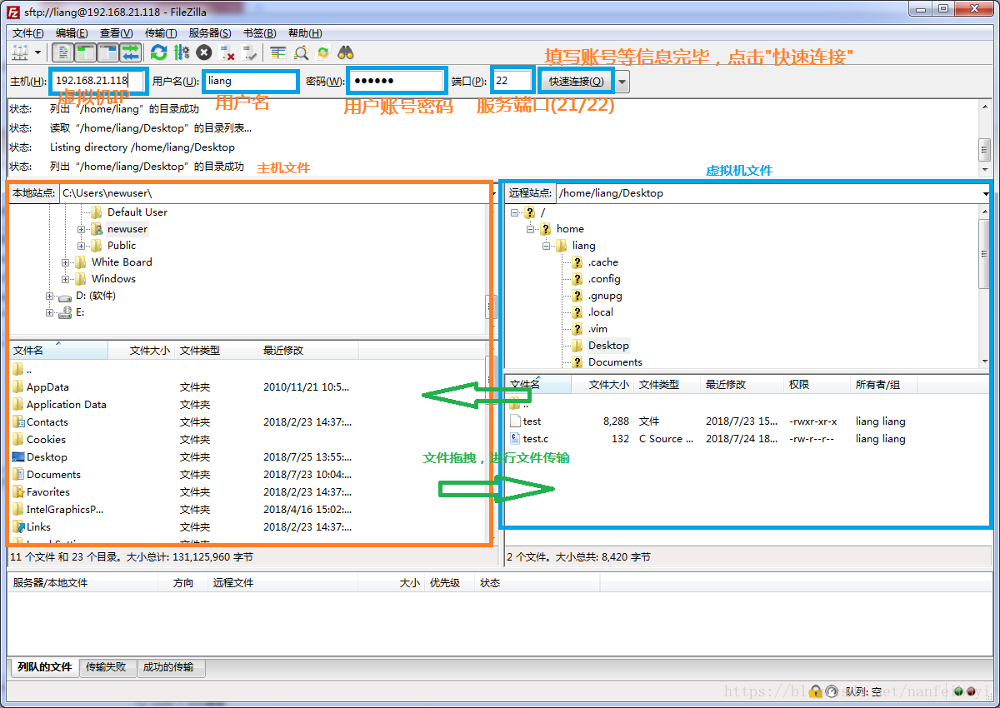 sftp://liang@192.168.21.118 - FileZilla
文件(F) 编辑(E) 查看(V) 传输(T) 服务器(S) 书签(B) 帮助(H)
填写账号等信息完毕，点击"快速连接"
主机(H): 192.168.21.118 用户名(U): liang 密码(W): ●●●●●● 端口(P): 22 快速连接(Q)
虚拟机IP 用户名 用户账号密码 服务端口(21/22)
状态: 列出“/home/liang”的目录成功
状态: 读取“/home/liang/Desktop”的目录列表...
状态: Listing directory /home/liang/Desktop
状态: 列出“/home/liang/Desktop”的目录成功
主机文件
虚拟机文件
本地站点: C:\Users\newuser\
Default User
newuser
Public
White Board
Windows
D: (软件)
E:
文件名 文件大小 文件类型 最近修改
..
AppData 文件夹 2010/11/21 10:5...
Application Data 文件夹
Contacts 文件夹 2018/2/23 14:37:...
Cookies 文件夹
Desktop 文件夹 2018/7/25 13:55:...
Documents 文件夹 2018/7/23 10:04:...
Favorites 文件夹 2018/2/23 14:37:...
IntelGraphicsP... 文件夹 2018/4/16 15:02:...
Links 文件夹 2018/2/23 14:37:...
11 个文件 和 23 个目录。大小总计: 131,125,960 字节
远程站点: /home/liang/Desktop
/
home
liang
.cache
.config
.gnupg
.local
.vim
Desktop
Documents
文件名 文件大小 文件类型 最近修改 权限 所有者/组
..
test 8,288 文件 2018/7/23 15... -rwxr-xr-x liang liang
test.c 132 C Source ... 2018/7/24 18... -rw-r--r-- liang liang
文件拖拽，进行文件传输
2 个文件。大小总共: 8,420 字节
服务器/本地文件 方向 远程文件 大小 优先级 状态
列队的文件 传输失败 成功的传输
队列: 空